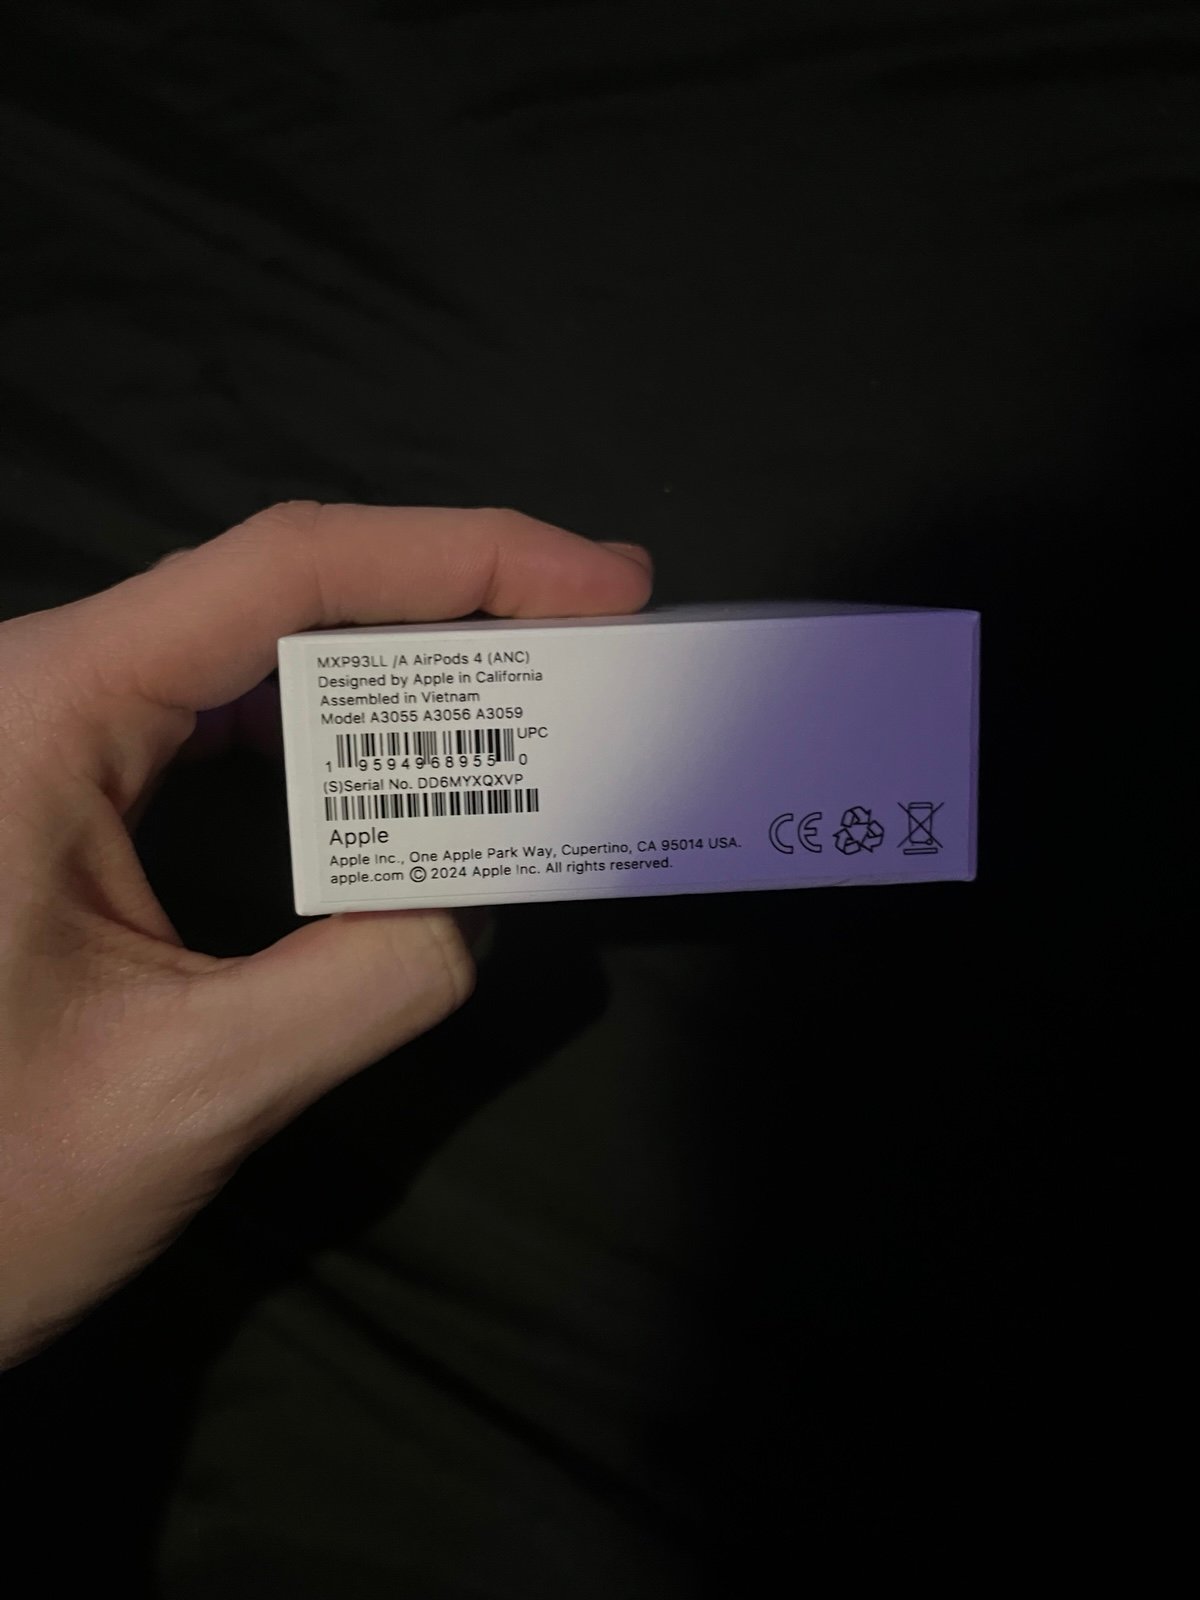 MXP93LL /A AirPods 4 (ANC)
Designed by Apple in California
Assembled in Vietnam
Model A3055 A3056 A3059
UPC
1 95949 68955 0
(S)Serial No. DD6MYXQXVP
Apple
Apple Inc., One Apple Park Way, Cupertino, CA 95014 USA.
apple.com © 2024 Apple Inc. All rights reserved.
CE